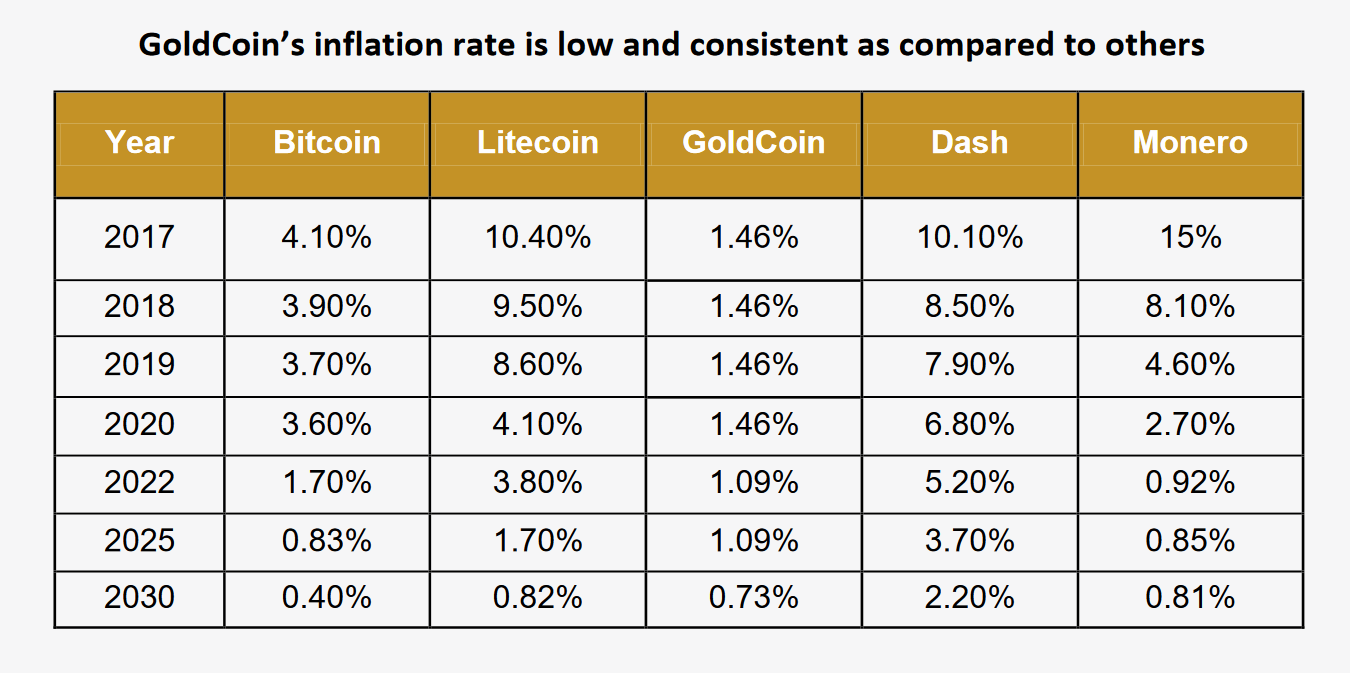 GoldCoin’s inflation rate is low and consistent as compared to others
Year Bitcoin Litecoin GoldCoin Dash Monero
2017 4.10% 10.40% 1.46% 10.10% 15%
2018 3.90% 9.50% 1.46% 8.50% 8.10%
2019 3.70% 8.60% 1.46% 7.90% 4.60%
2020 3.60% 4.10% 1.46% 6.80% 2.70%
2022 1.70% 3.80% 1.09% 5.20% 0.92%
2025 0.83% 1.70% 1.09% 3.70% 0.85%
2030 0.40% 0.82% 0.73% 2.20% 0.81%